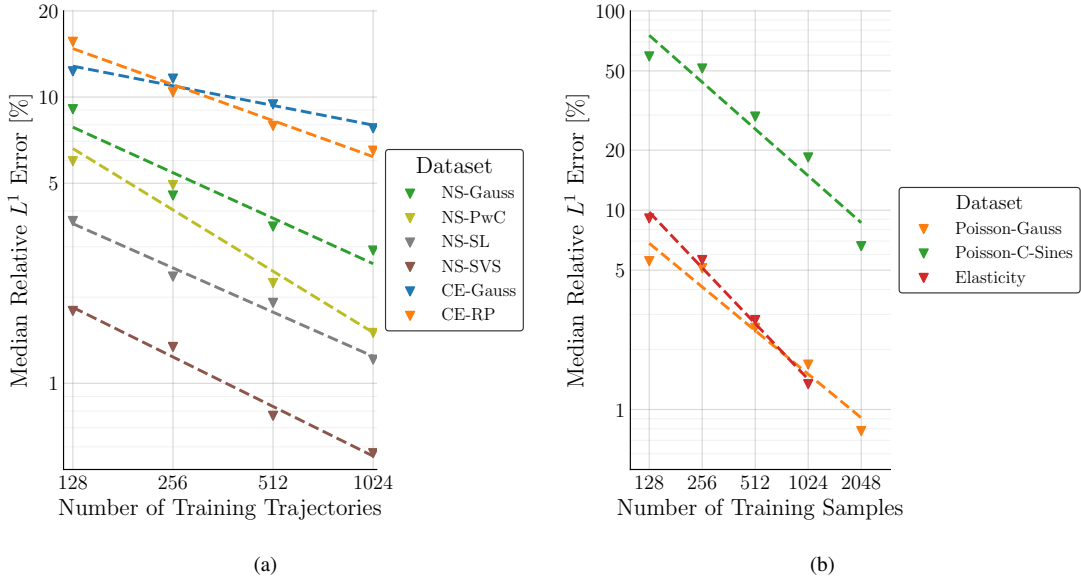 20
10
5
1
Median Relative L¹ Error [%]
128 256 512 1024
Number of Training Trajectories
Dataset
NS-Gauss
NS-PwC
NS-SL
NS-SVS
CE-Gauss
CE-RP
(a)
100
50
20
10
5
1
Median Relative L¹ Error [%]
128 256 512 1024 2048
Number of Training Samples
Dataset
Poisson-Gauss
Poisson-C-Sines
Elasticity
(b)